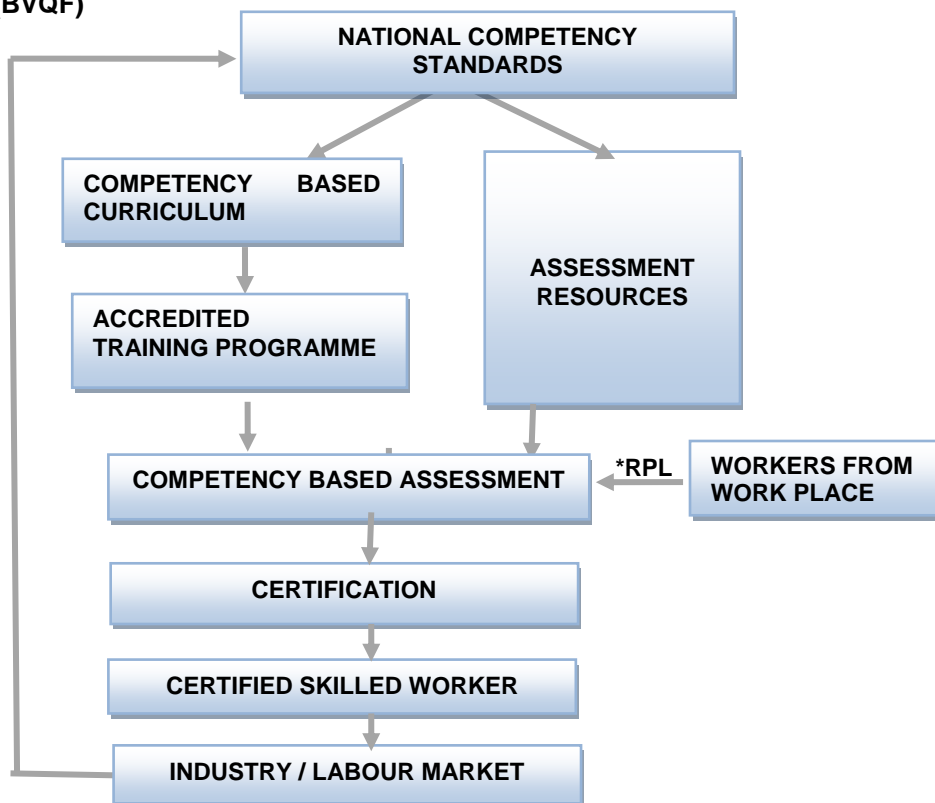 (BVQF)
NATIONAL COMPETENCY
STANDARDS
COMPETENCY BASED
CURRICULUM
ASSESSMENT
RESOURCES
ACCREDITED
TRAINING PROGRAMME
COMPETENCY BASED ASSESSMENT
*RPL
WORKERS FROM
WORK PLACE
CERTIFICATION
CERTIFIED SKILLED WORKER
INDUSTRY / LABOUR MARKET